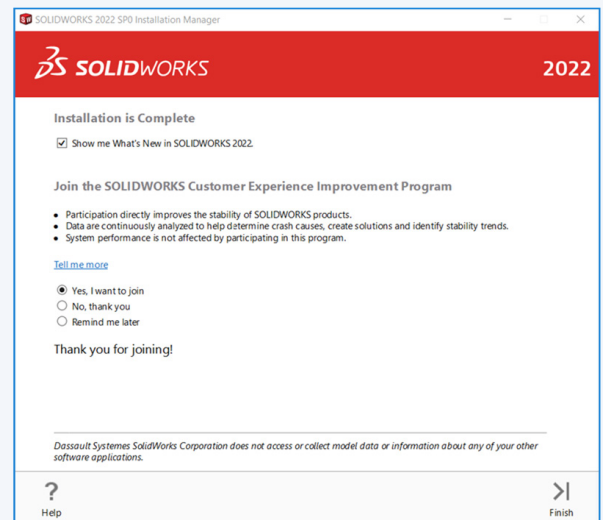 SOLIDWORKS 2022 SP0 Installation Manager
SOLIDWORKS
2022
Installation is Complete
Show me What's New in SOLIDWORKS 2022.
Join the SOLIDWORKS Customer Experience Improvement Program
• Participation directly improves the stability of SOLIDWORKS products.
• Data are continuously analyzed to help determine crash causes, create solutions and identify stability trends.
• System performance is not affected by participating in this program.
Tell me more
Yes, I want to join
No, thank you
Remind me later
Thank you for joining!
Dassault Systemes SolidWorks Corporation does not access or collect model data or information about any of your other
software applications.
?
Help
Finish